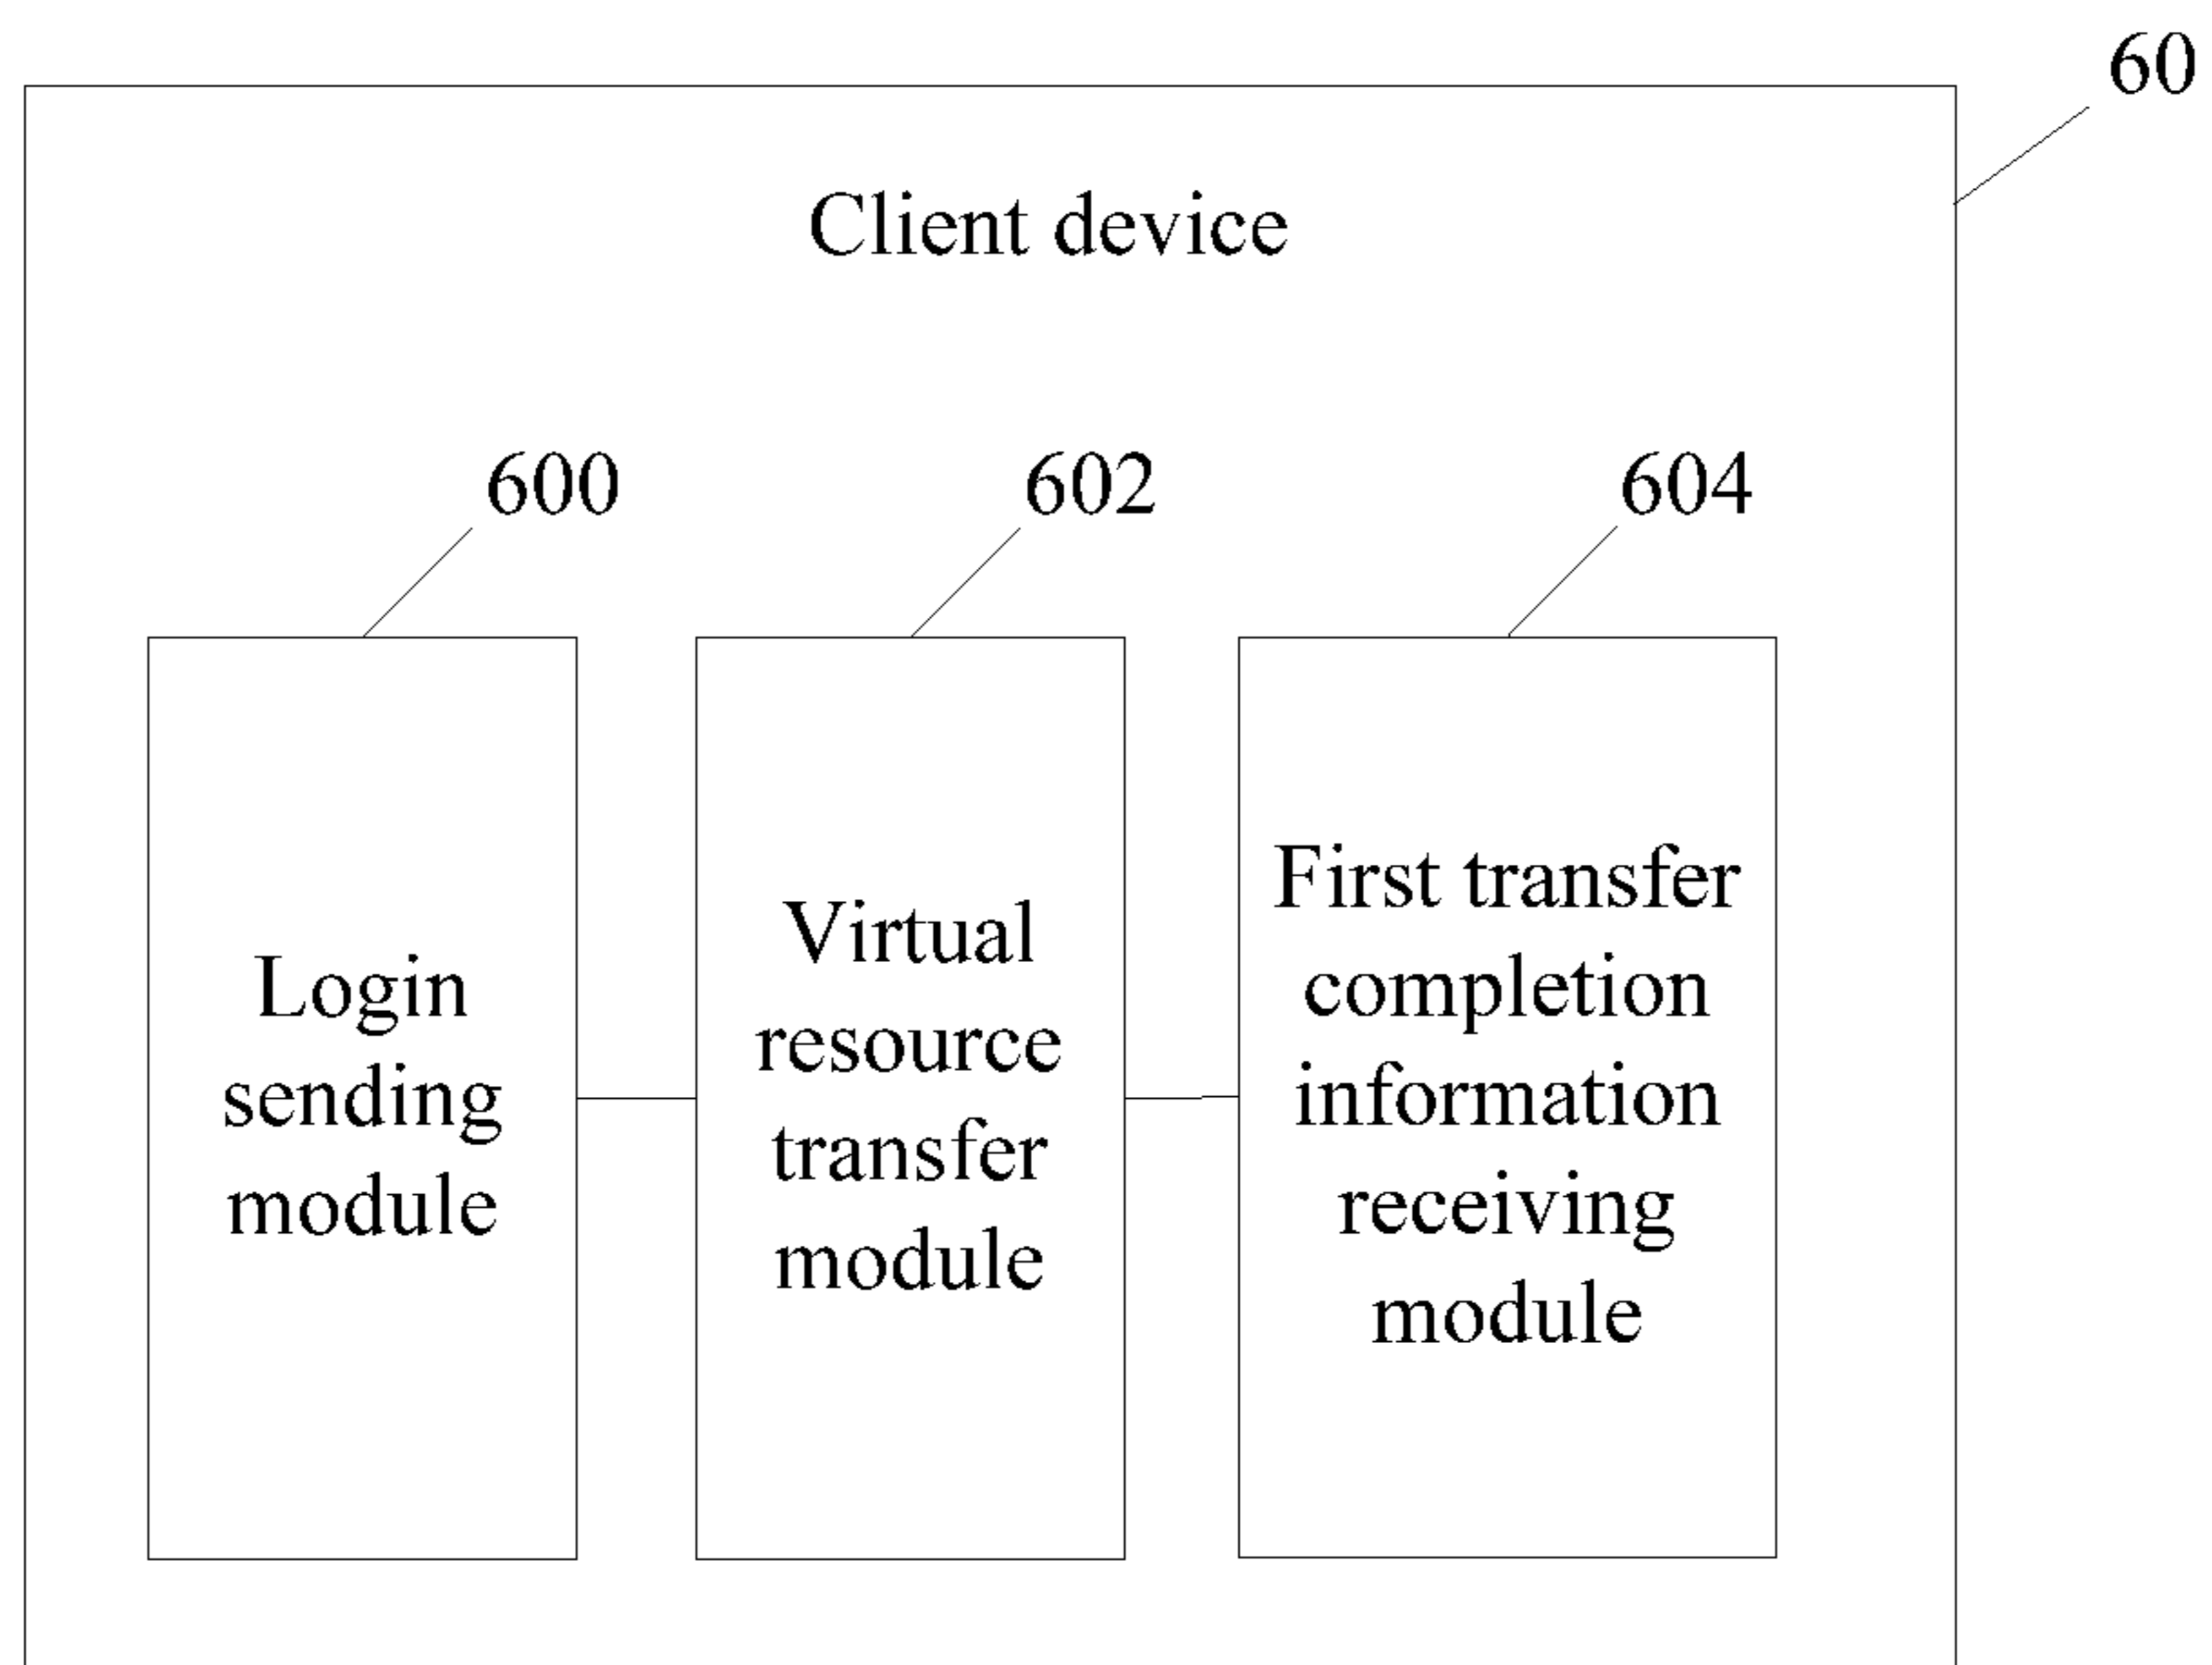 60
Client device
600
602
604
Login
sending
module
Virtual
resource
transfer
module
First transfer
completion
information
receiving
module